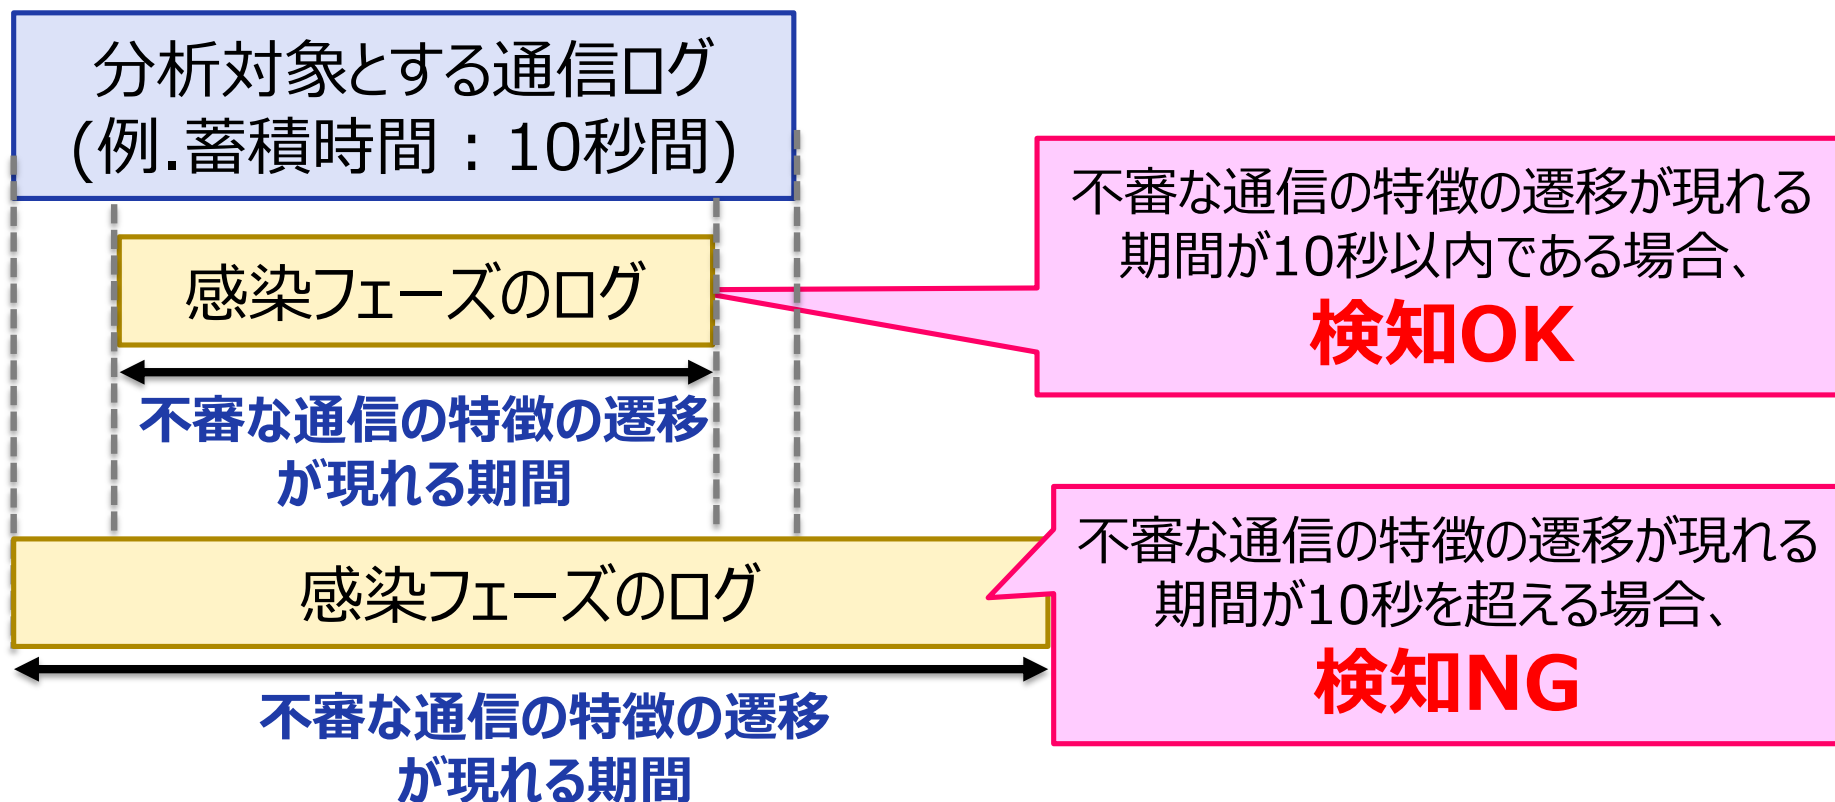 分析対象とする通信ログ
(例.蓄積時間：10秒間)
不審な通信の特徴の遷移が現れる
期間が10秒以内である場合、
検知OK
感染フェーズのログ
不審な通信の特徴の遷移
が現れる期間
不審な通信の特徴の遷移が現れる
期間が10秒を超える場合、
検知NG
感染フェーズのログ
不審な通信の特徴の遷移
が現れる期間